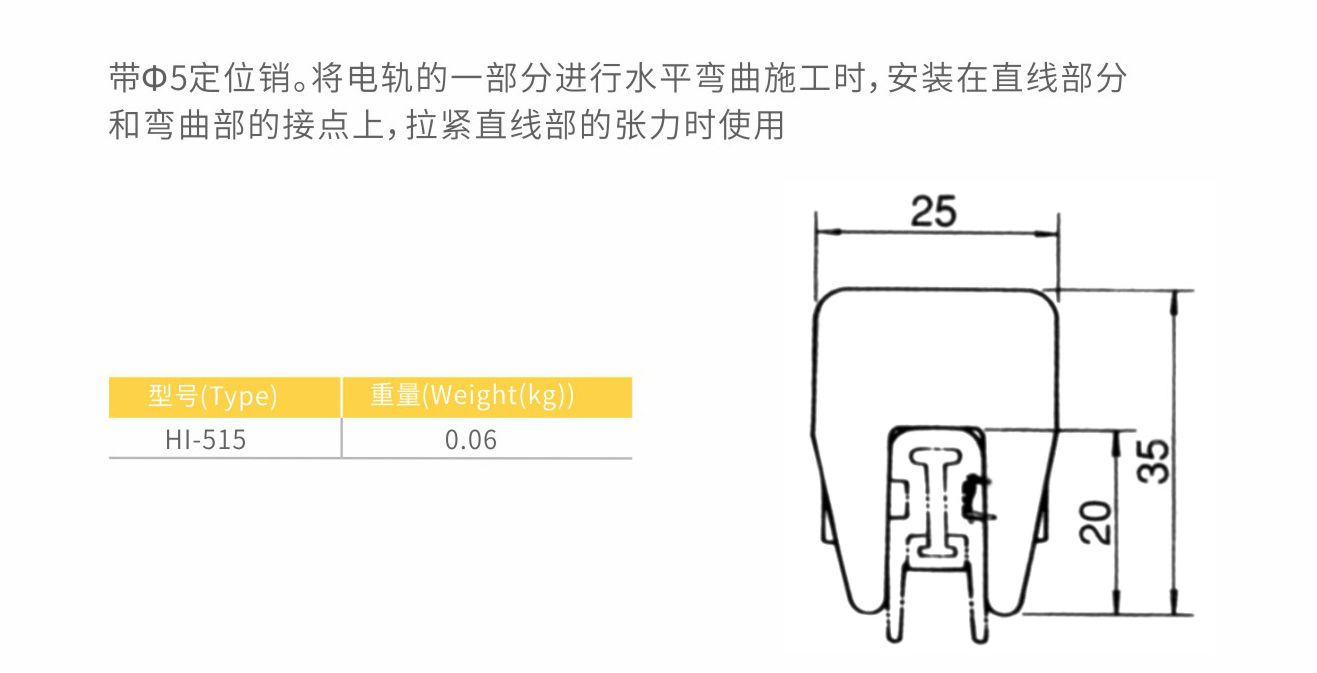 带Φ5定位销。将电轨的一部分进行水平弯曲施工时,安装在直线部分
和弯曲部的接点上,拉紧直线部的张力时使用
25
型号(Type) 重量(Weight(kg))
HI-515 0.06
35
20